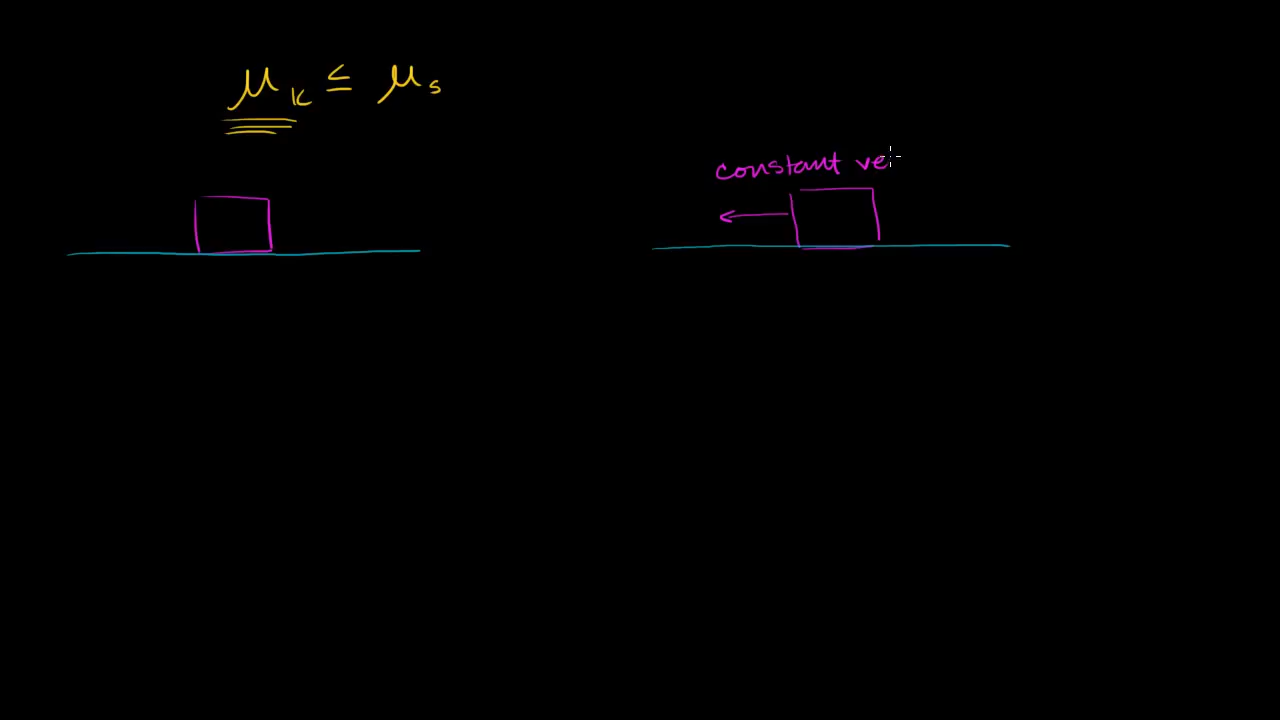 μk ≤ μs
constant ve